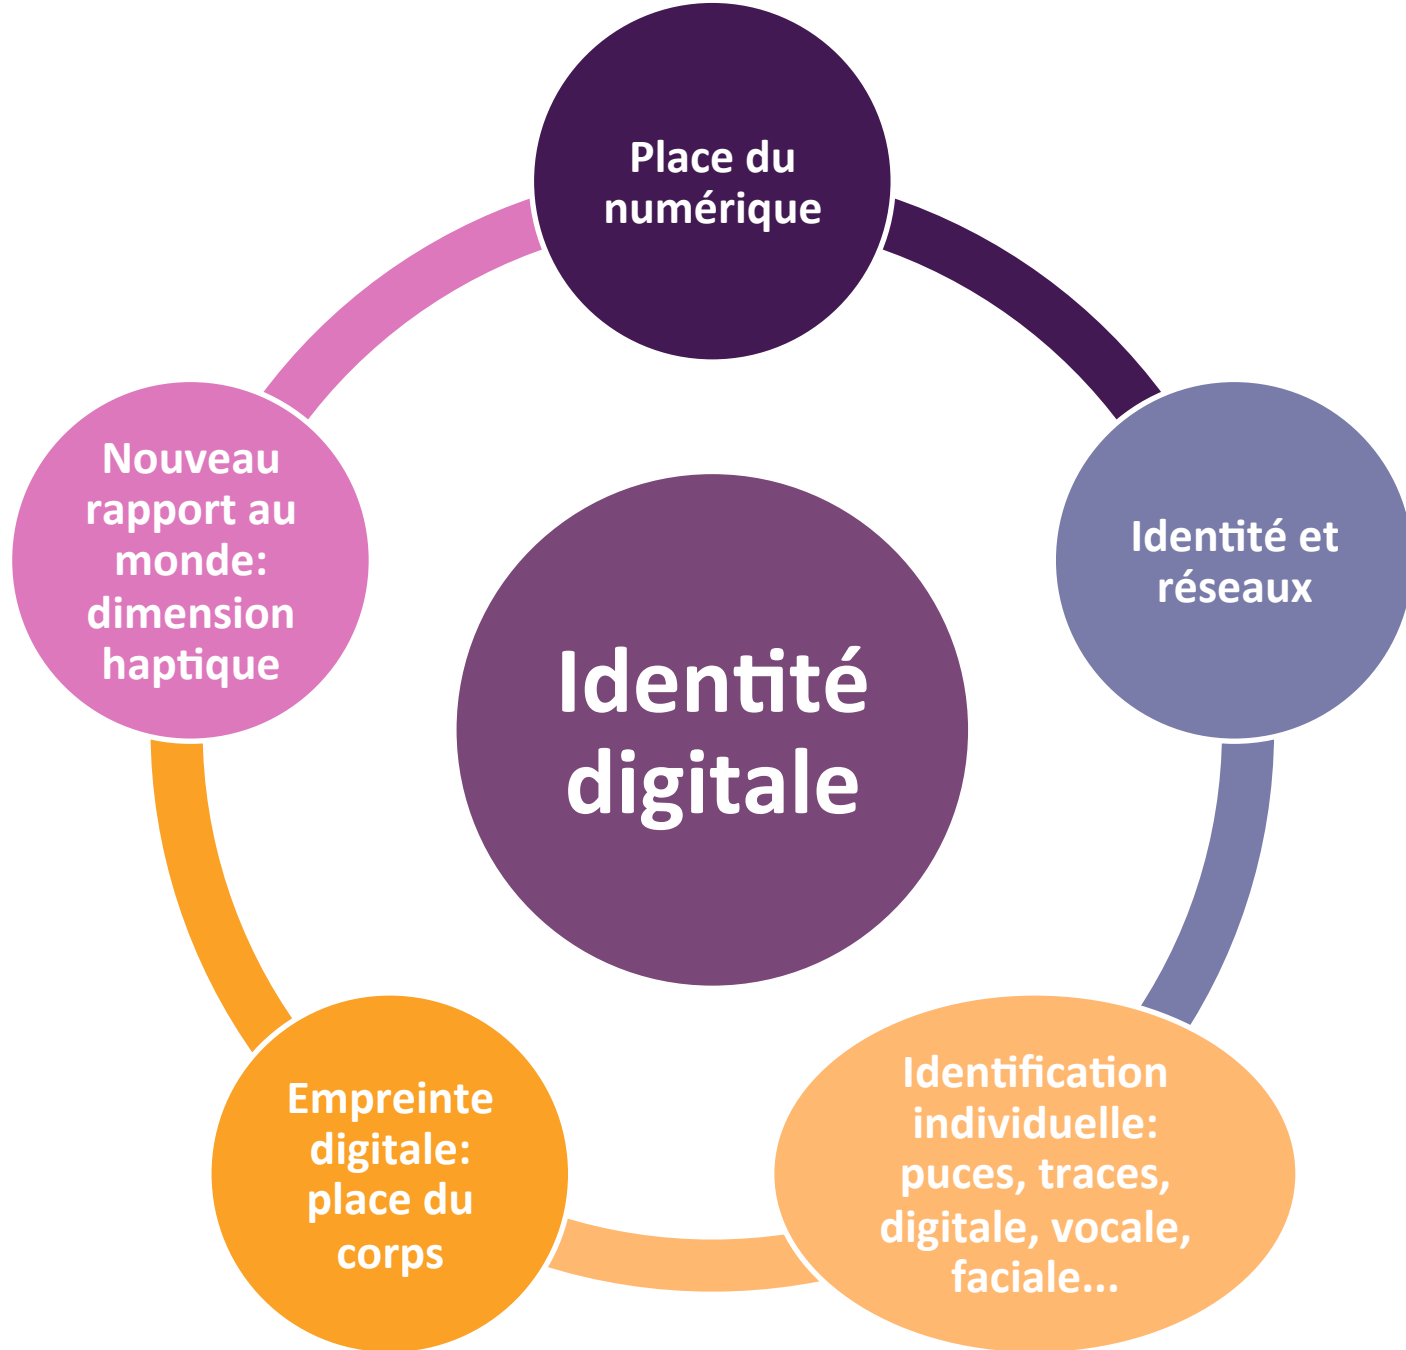 Place du
numérique
Nouveau
rapport au
monde:
dimension
haptique
Identité et
réseaux
Identité
digitale
Empreinte
digitale:
place du
corps
Identification
individuelle:
puces, traces,
digitale, vocale,
faciale...